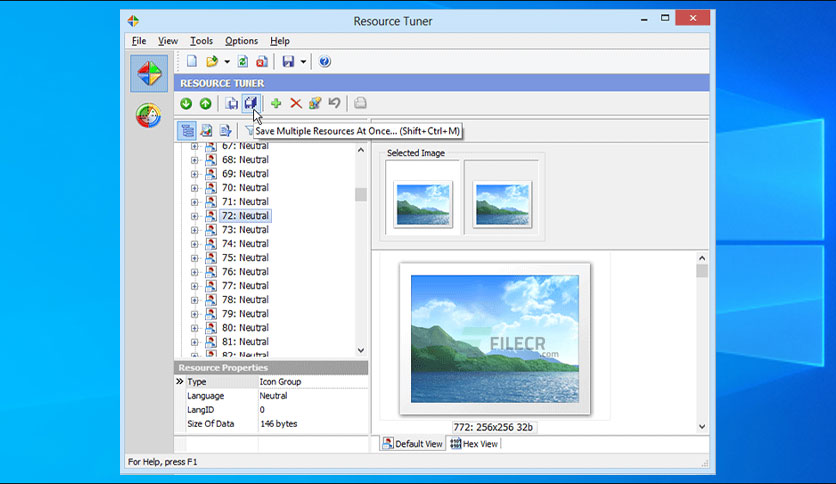 Resource Tuner
File View Tools Options Help
RESOURCE TUNER
Save Multiple Resources At Once... (Shift+Ctrl+M)
67: Neutral
68: Neutral
69: Neutral
70: Neutral
71: Neutral
72: Neutral
73: Neutral
74: Neutral
75: Neutral
76: Neutral
77: Neutral
78: Neutral
79: Neutral
80: Neutral
81: Neutral
82: Neutral
Selected Image
FILECR
.com
772: 256x256 32b
Resource Properties
Type Icon Group
Language Neutral
LangID 0
Size Of Data 146 bytes
Default View Hex View
For Help, press F1